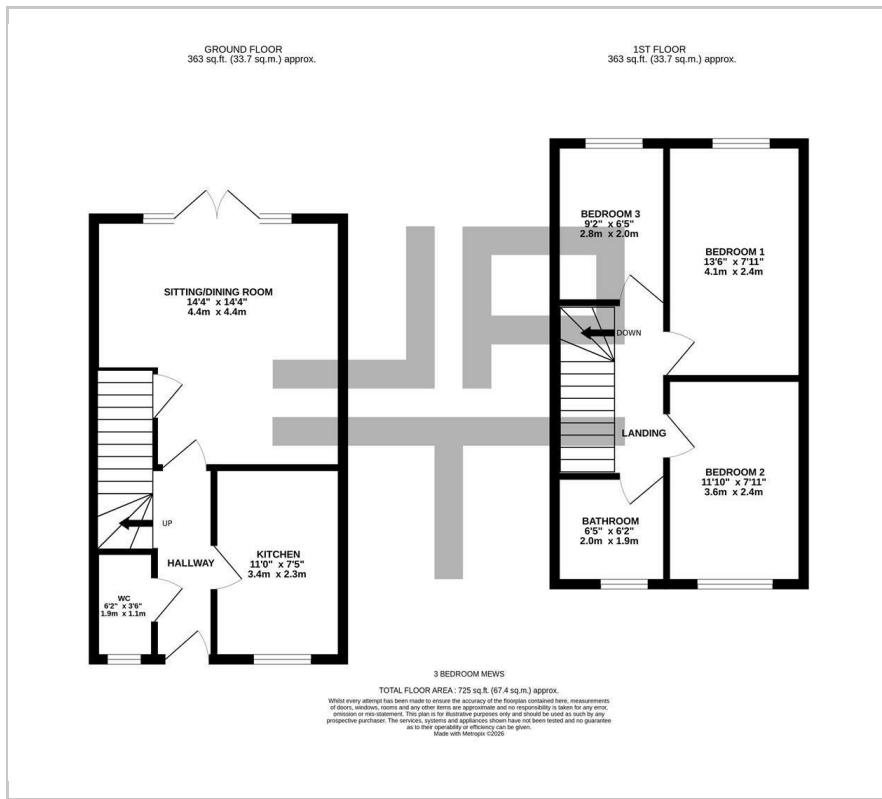 GROUND FLOOR
363 sq.ft. (33.7 sq.m.) approx.
SITTING/DINING ROOM
14'4" x 14'4"
4.4m x 4.4m
UP
HALLWAY
KITCHEN
11'0" x 7'5"
3.4m x 2.3m
WC
6'2" x 3'6"
1.9m x 1.1m
1ST FLOOR
363 sq.ft. (33.7 sq.m.) approx.
BEDROOM 3
9'2" x 6'5"
2.8m x 2.0m
BEDROOM 1
13'6" x 7'11"
4.1m x 2.4m
DOWN
LANDING
BEDROOM 2
11'10" x 7'11"
3.6m x 2.4m
BATHROOM
6'5" x 6'2"
2.0m x 1.9m
3 BEDROOM MEWS
TOTAL FLOOR AREA : 725 sq.ft. (67.4 sq.m.) approx.
Whilst every attempt has been made to ensure the accuracy of the floorplan contained here, measurements
of doors, windows, rooms and any other items are approximate and no responsibility is taken for any error,
omission or mis-statement. This plan is for illustrative purposes only and should be used as such by any
prospective purchaser. The services, systems and appliances shown have not been tested and no guarantee
as to their operability or efficiency can be given.
Made with Metropix ©2026